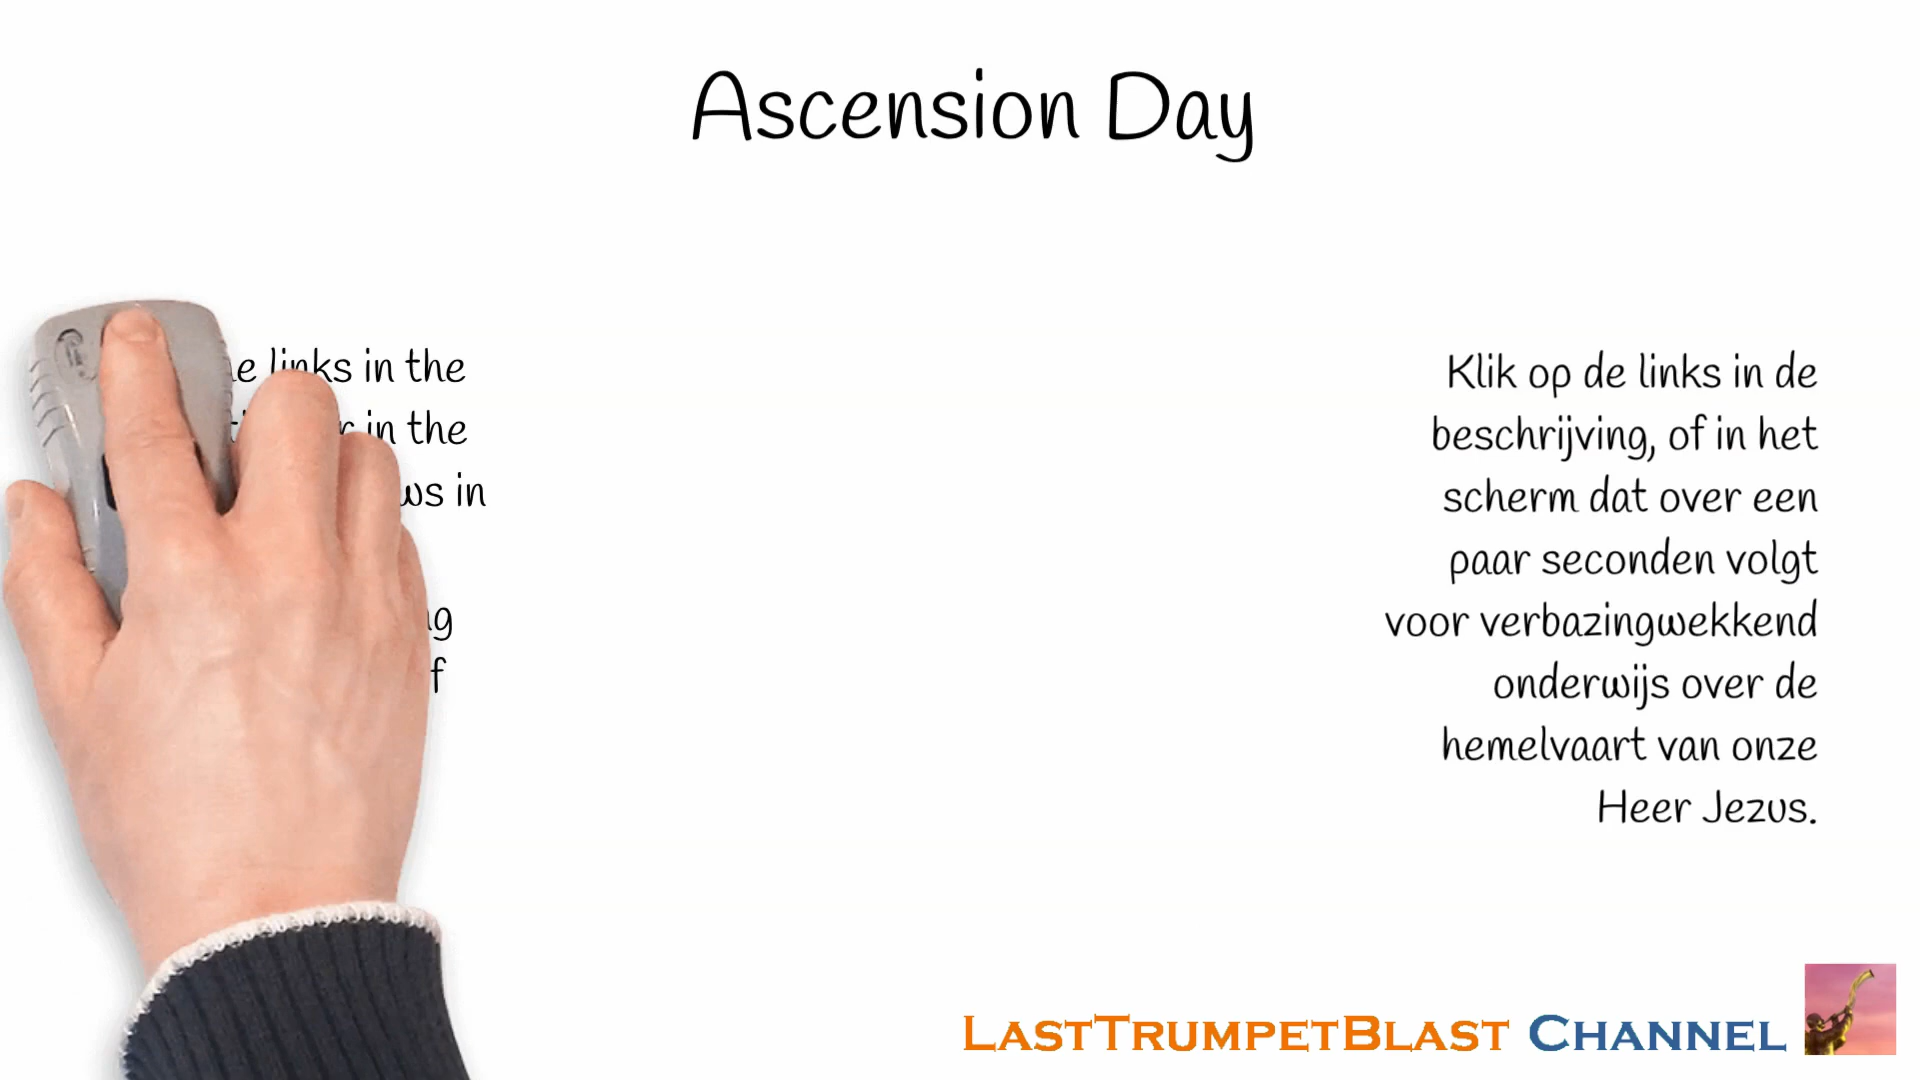 Ascension Day
links in the
in the
in
Klik op de links in de
beschrijving, of in het
scherm dat over een
paar seconden volgt
voor verbazingwekkend
onderwijs over de
hemelvaart van onze
Heer Jezus.
LASTTRUMPETBLAST CHANNEL